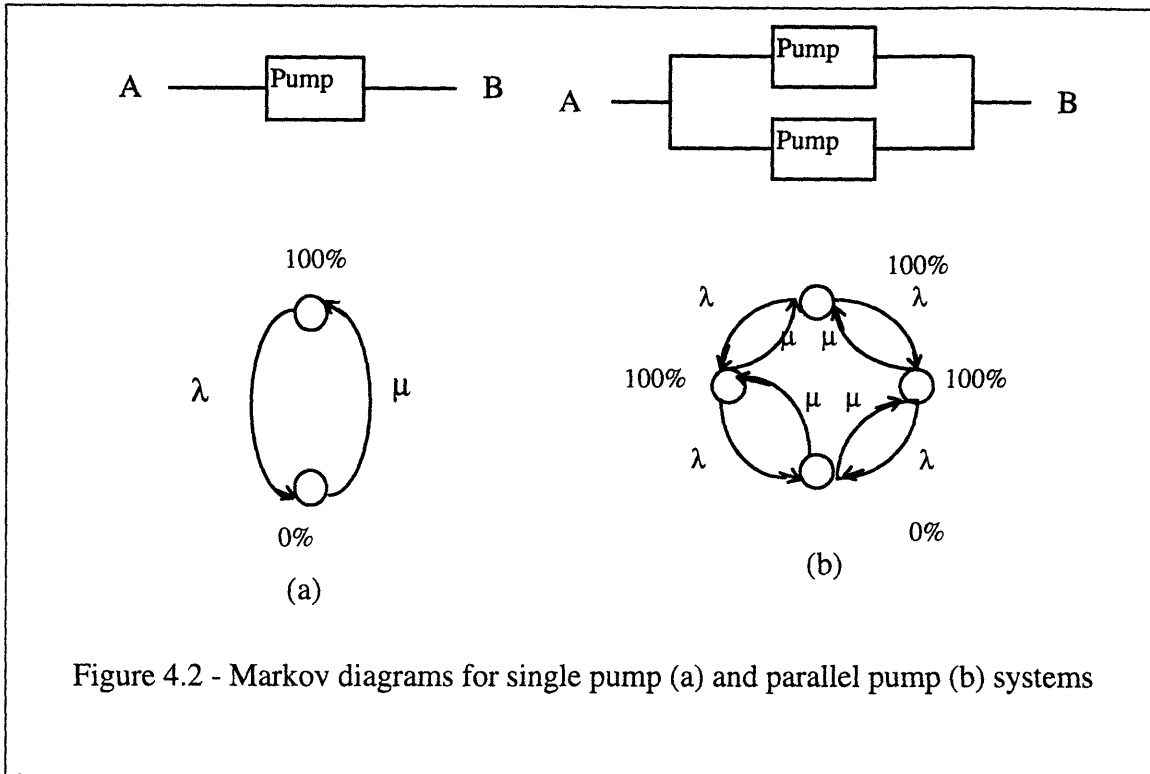 Pump
A B
Pump
A B
Pump
100%
λ μ
0%
(a)
100%
λ λ
μ μ
100% 100%
μ μ
λ λ
0%
(b)
Figure 4.2 - Markov diagrams for single pump (a) and parallel pump (b) systems